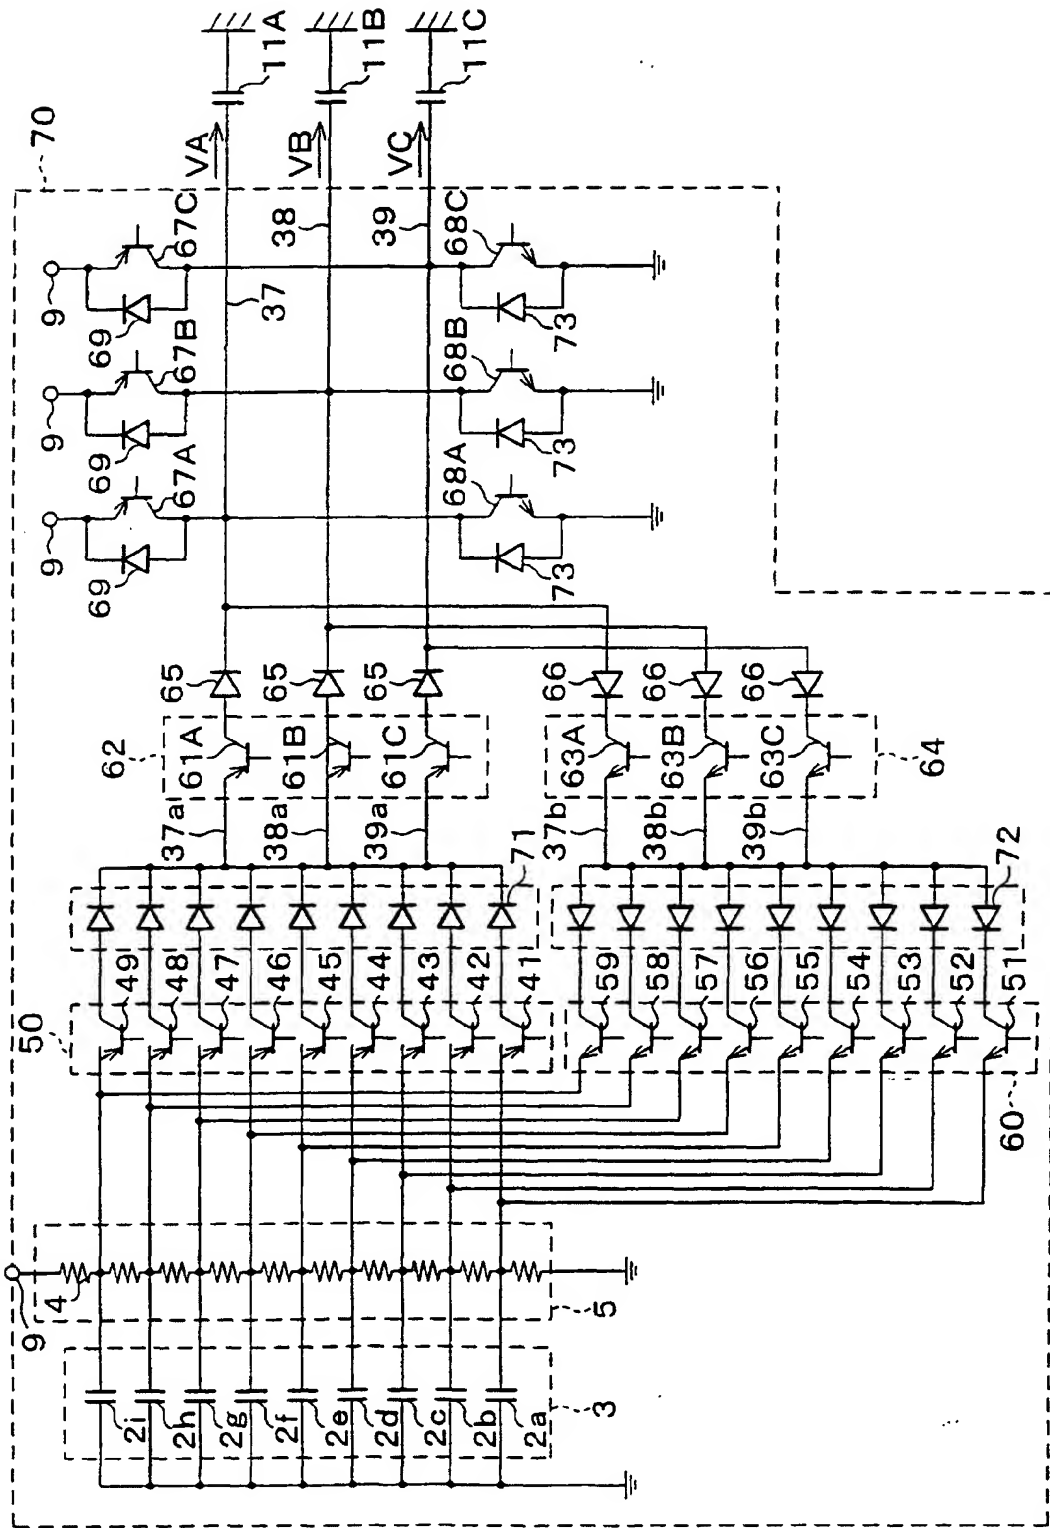 70
9
9
9
69
67A
69
67B
69
67C
VA
VB
VC
11A
11B
11C
37
38
39
68A
68B
68C
73
73
73
65
65
65
66
66
66
62
61A
61B
61C
63A
63B
63C
64
37a
38a
39a
37b
38b
39b
71
72
50
49
48
47
46
45
44
43
42
41
59
58
57
56
55
54
53
52
51
60
9
4
5
2i
2h
2g
2f
2e
2d
2c
2b
2a
3